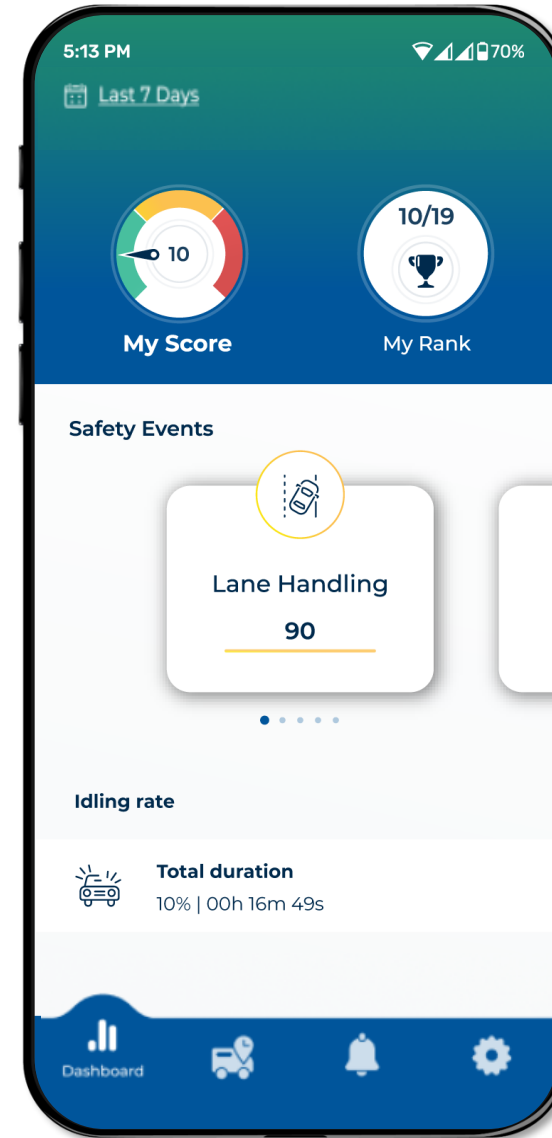 5:13 PM
70%
Last 7 Days
10
10/19
My Score
My Rank
Safety Events
Lane Handling
90
Idling rate
Total duration
10% | 00h 16m 49s
Dashboard